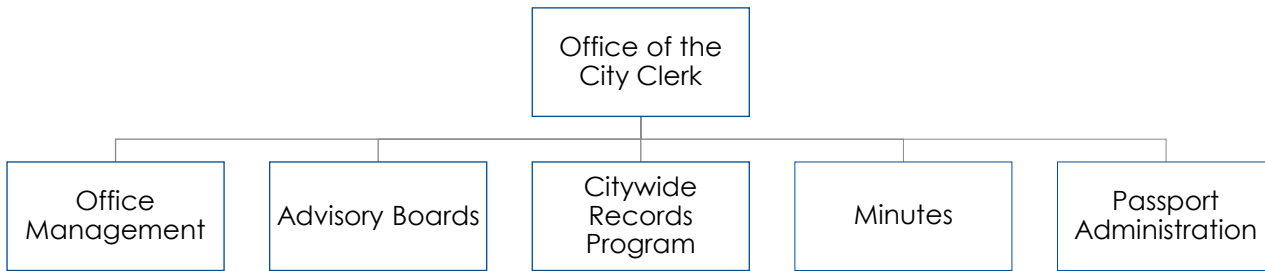 Office of the
City Clerk
Office
Management
Advisory Boards
Citywide
Records
Program
Minutes
Passport
Administration